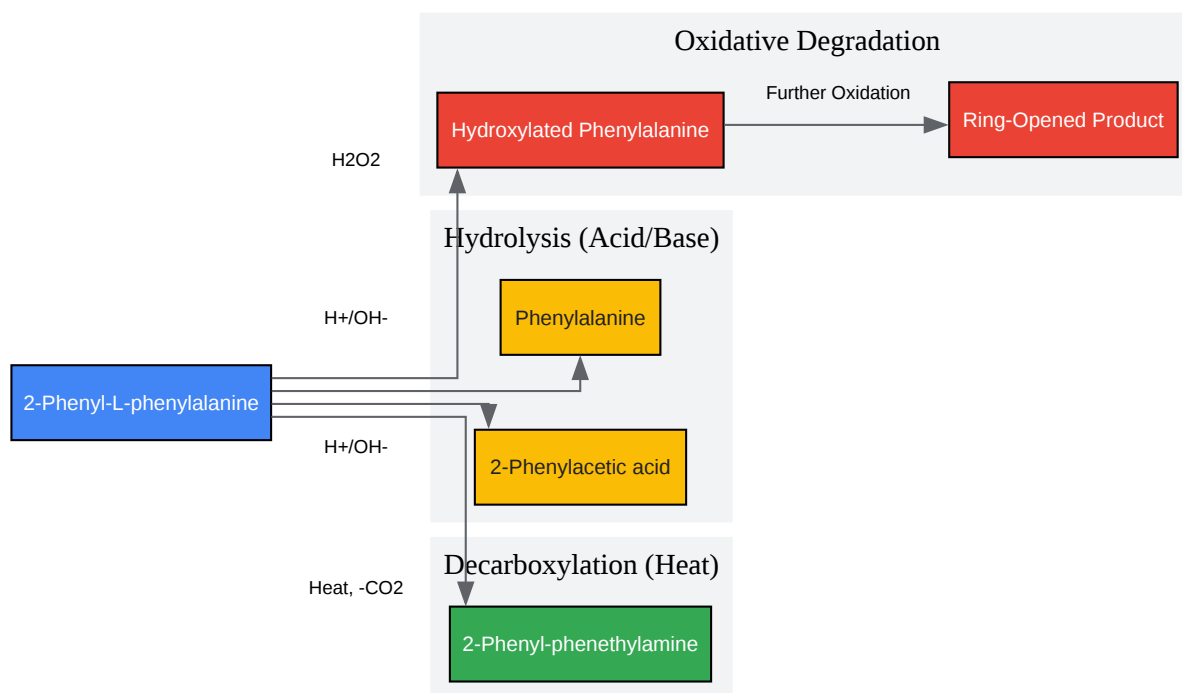 Oxidative Degradation
Further Oxidation
Hydroxylated Phenylalanine
Ring-Opened Product
H2O2
Hydrolysis (Acid/Base)
H+/OH-
Phenylalanine
2-Phenyl-L-phenylalanine
H+/OH-
2-Phenylacetic acid
Decarboxylation (Heat)
Heat, -CO2
2-Phenyl-phenethylamine